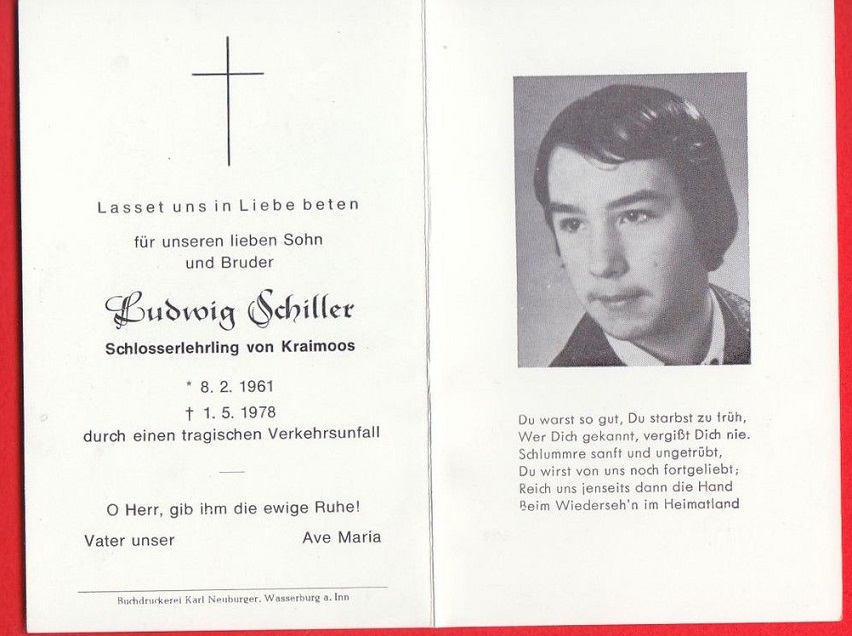 Lasset uns in Liebe beten
für unseren lieben Sohn
und Bruder
Ludwig Schiller
Schlosserlehrling von Kraimoos
* 8. 2. 1961
† 1. 5. 1978
durch einen tragischen Verkehrsunfall
O Herr, gib ihm die ewige Ruhe!
Vater unser Ave Maria
Buchdruckerei Karl Neuburger, Wasserburg a. Inn
Du warst so gut, Du starbst zu früh,
Wer Dich gekannt, vergißt Dich nie.
Schlummre sanft und ungetrübt,
Du wirst von uns noch fortgeliebt;
Reich uns jenseits dann die Hand
Beim Wiederseh'n im Heimatland